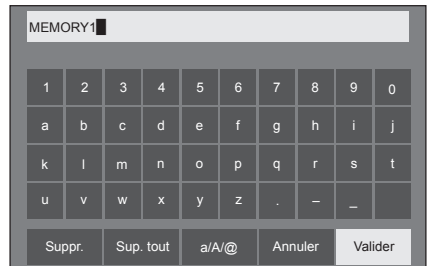 MEMORY1
1 2 3 4 5 6 7 8 9 0
a b c d e f g h i j
k l m n o p q r s t
u v w x y z . – _
Suppr. Sup. tout a/A/@ Annuler Valider